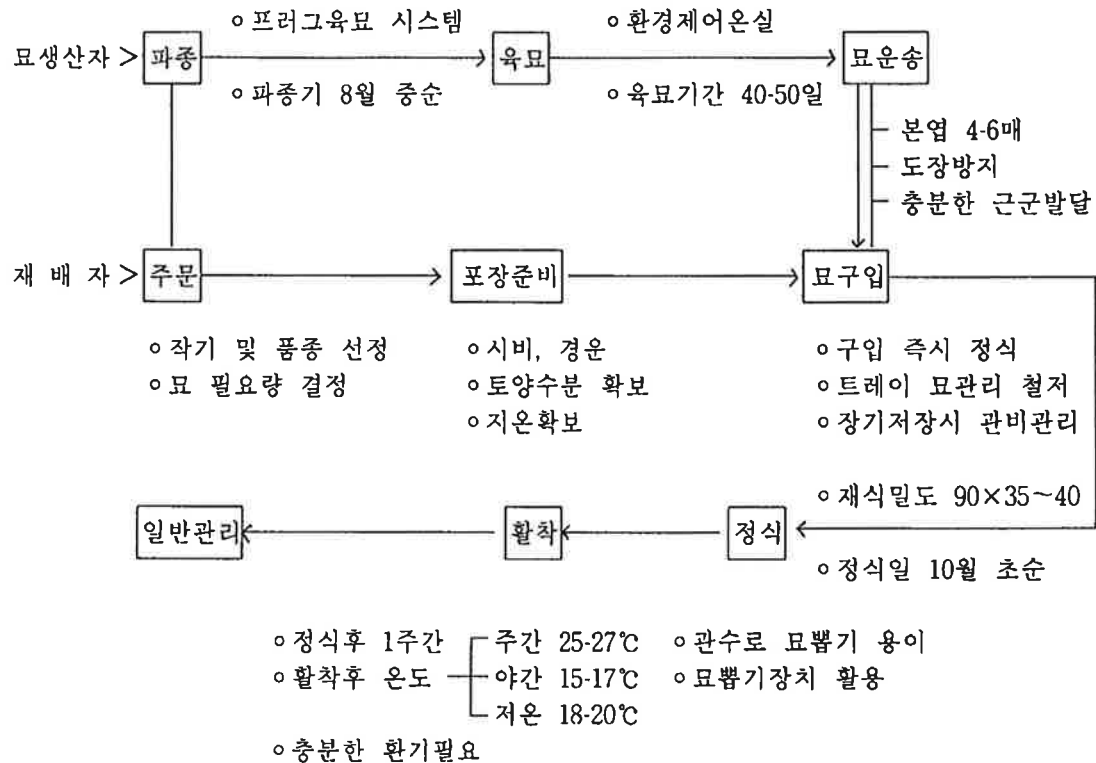 ㅇ프러그육묘 시스템 ㅇ환경제어온실
묘생산자 > 파종 육묘 묘운송
ㅇ파종기 8월 중순 ㅇ육묘기간 40-50일
본엽 4-6매
도장방지
충분한 근군발달
재 배 자 > 주문 포장준비 묘구입
ㅇ작기 및 품종 선정 ㅇ시비, 경운 ㅇ구입 즉시 정식
ㅇ묘 필요량 결정 ㅇ토양수분 확보 ㅇ트레이 묘관리 철저
ㅇ지온확보 ㅇ장기저장시 관비관리
ㅇ재식밀도 90×35~40
일반관리 활착 정식
ㅇ정식일 10월 초순
ㅇ정식후 1주간 주간 25-27℃ ㅇ관수로 묘뽑기 용이
ㅇ활착후 온도 야간 15-17℃ ㅇ묘뽑기장치 활용
저온 18-20℃
ㅇ충분한 환기필요